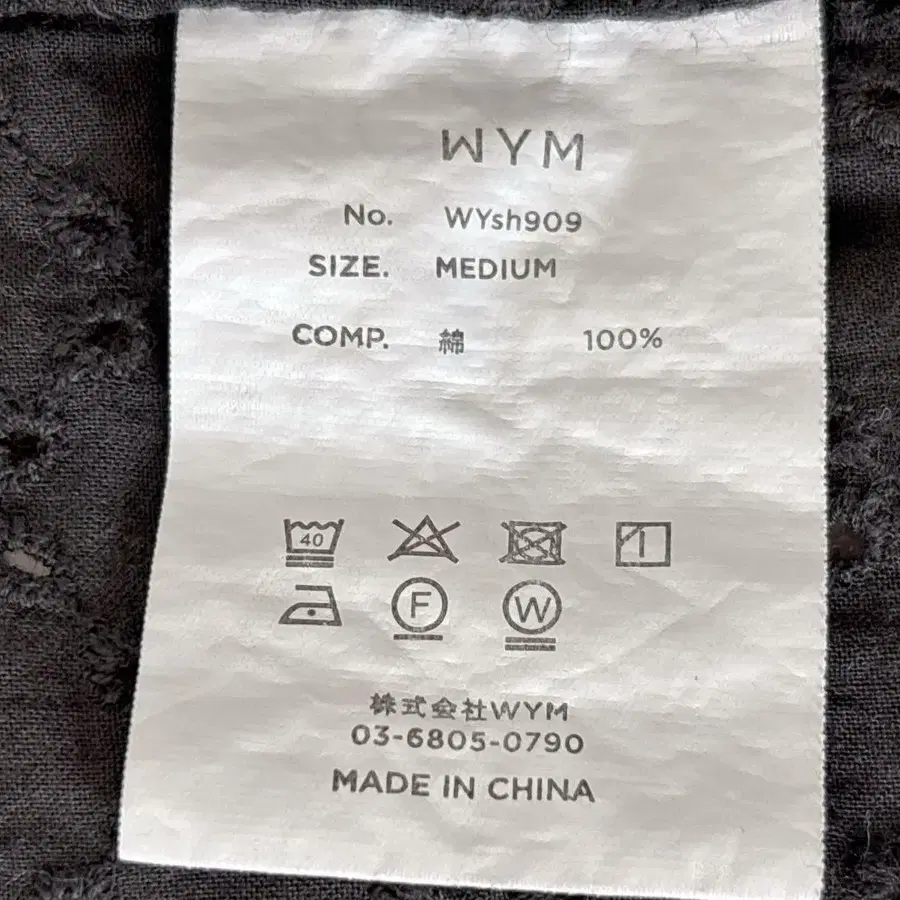 WYM
No. WYsh909
SIZE. MEDIUM
COMP. 綿 100%
40
F W
株式会社WYM
03-6805-0790
MADE IN CHINA